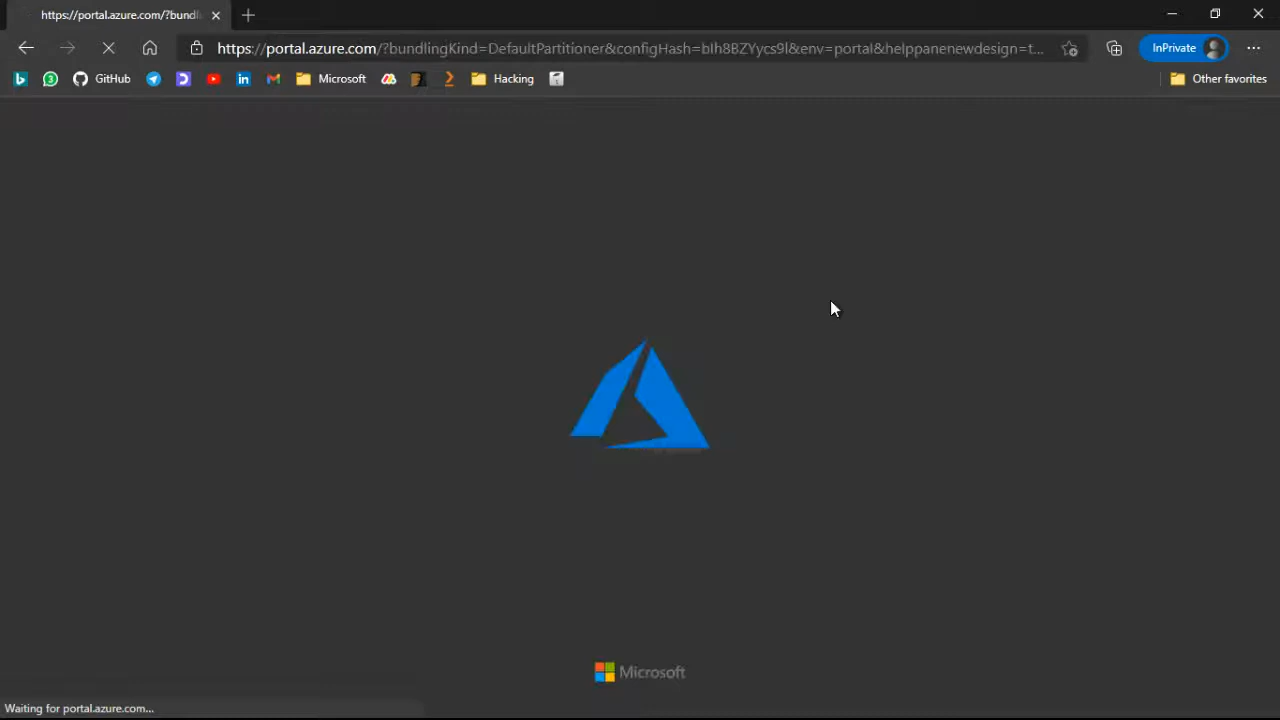 https://portal.azure.com/?bundl
https://portal.azure.com/?bundlingKind=DefaultPartitioner&configHash=bIh8BZYycs9l&env=portal&helppanenewdesign=t...
InPrivate
GitHub
Microsoft
Hacking
Other favorites
Microsoft
Waiting for portal.azure.com...